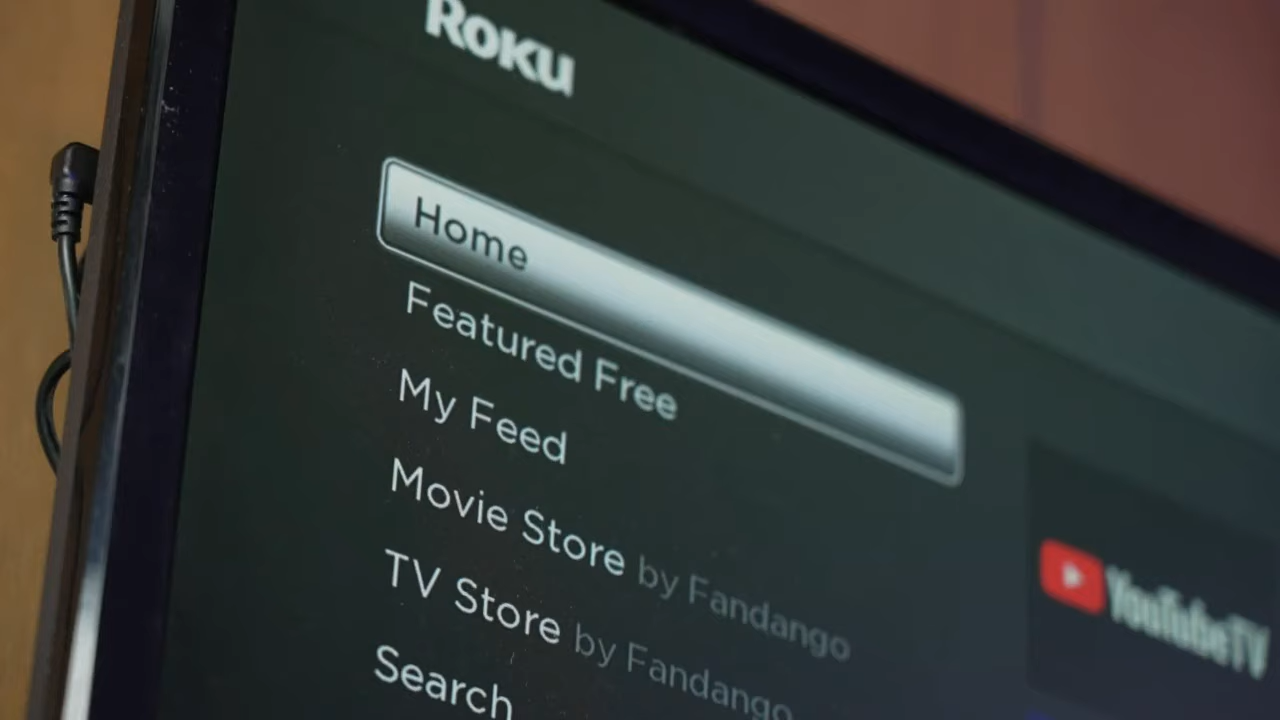 Roku
Home
Featured Free
My Feed
Movie Store by Fandango
TV Store by Fandango
Search
YouTubeTV